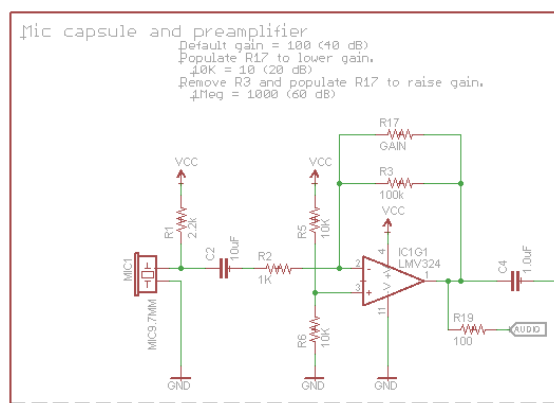 Mic capsule and preamplifier
Default gain = 100 (40 dB)
Populate R17 to lower gain.
10K = 10 (20 dB)
Remove R3 and populate R17 to raise gain.
1Meg = 1000 (60 dB)
R17
GAIN
R3
100k
VCC
VCC
VCC
R1
2.2k
R5
10K
C2
10uF
R2
1K
4
IC1G1
LMV324
2
-
V+
1
3
+
V-
11
C4
1.0uF
MIC1
MIC9.7MM
R6
10K
R19
100
AUDIO
GND
GND
GND